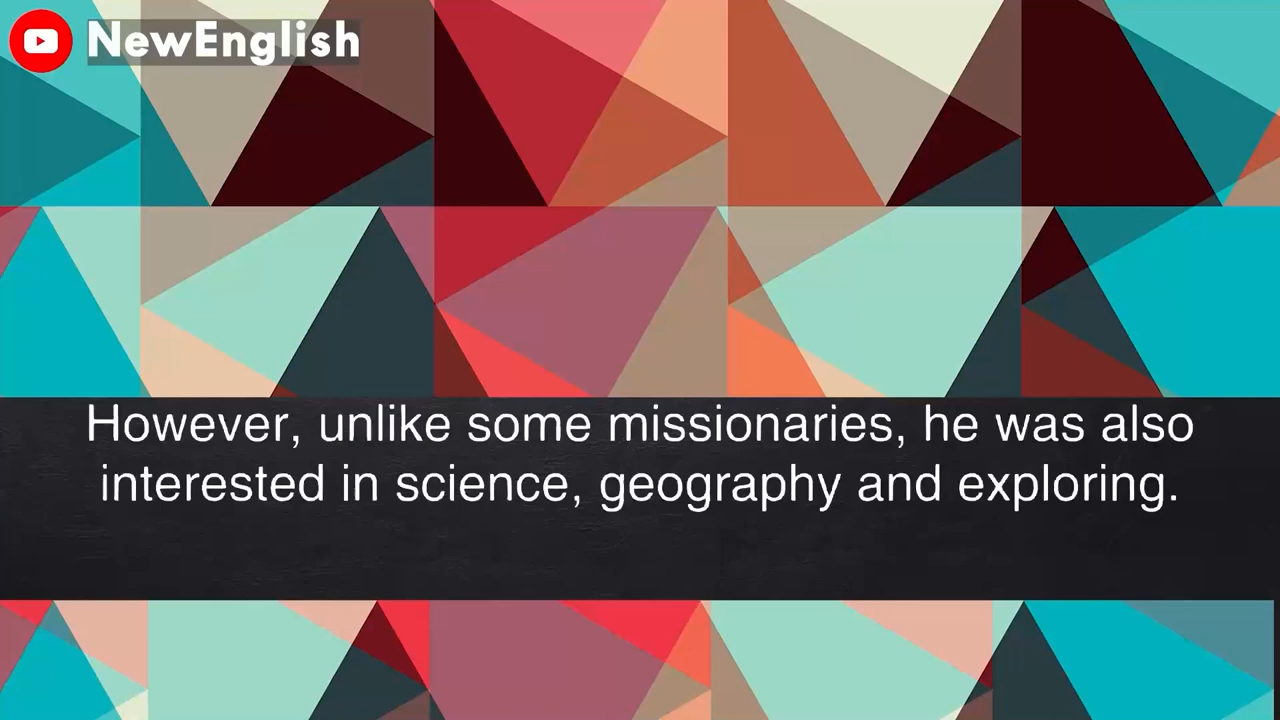 NewEnglish
However, unlike some missionaries, he was also
interested in science, geography and exploring.